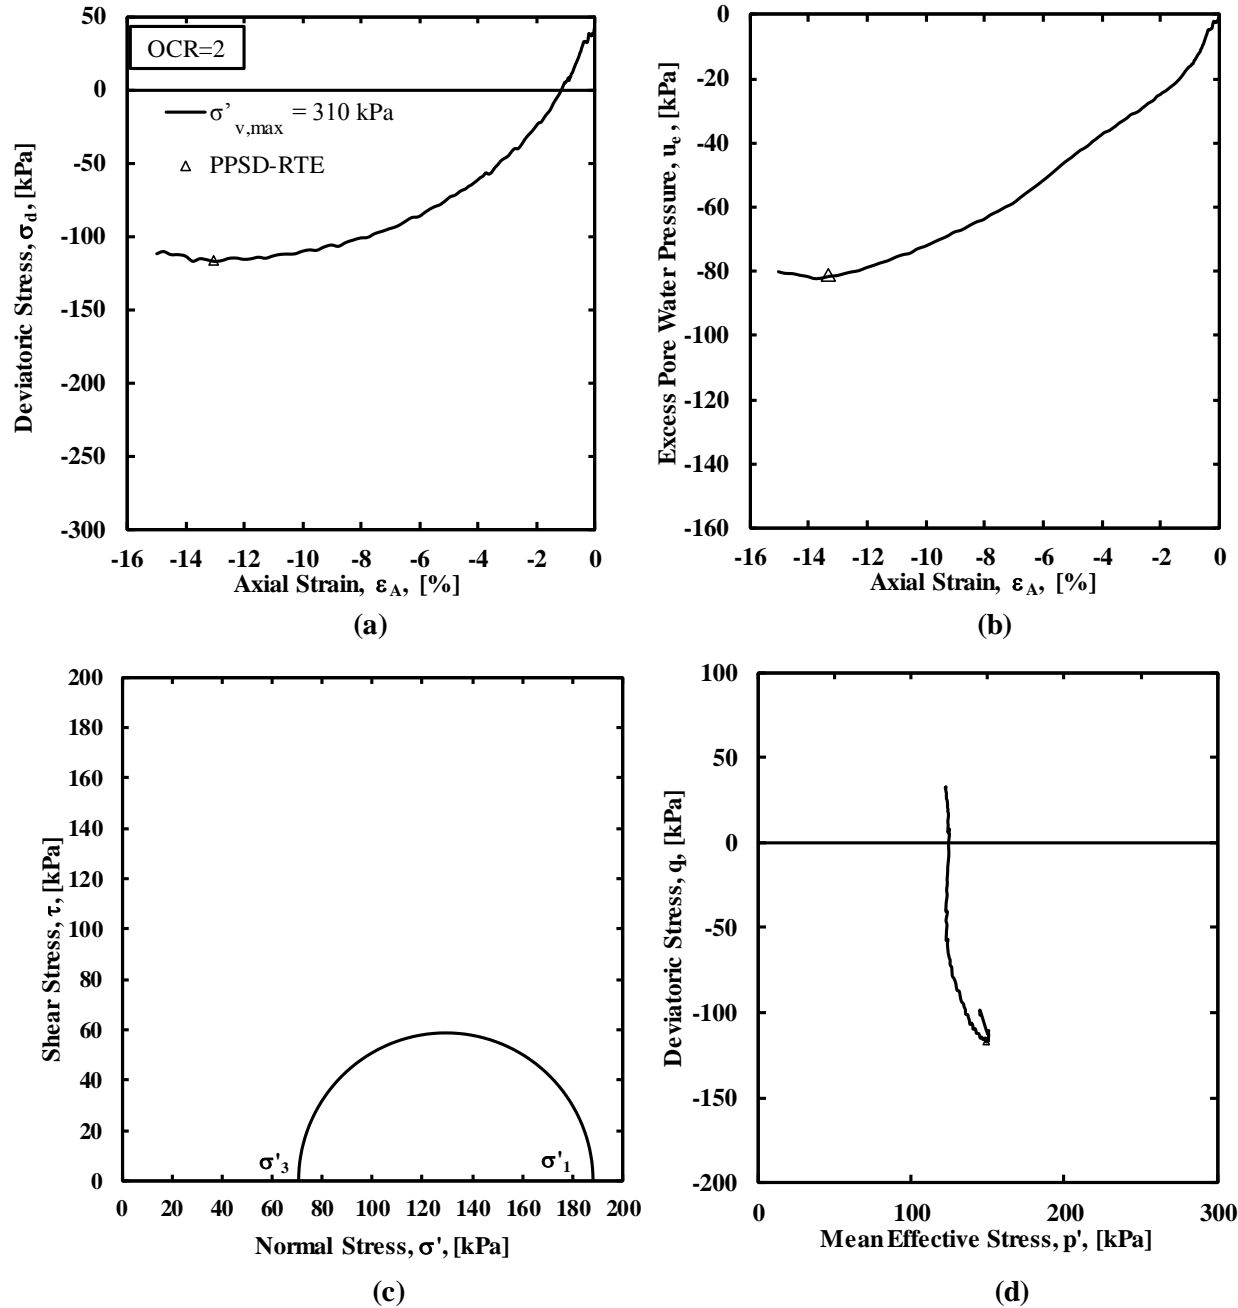 50
0
-50
-100
-150
-200
-250
-300
Deviatoric Stress, σd, [kPa]
OCR=2
σ’v,max = 310 kPa
PPSD-RTE
-16 -14 -12 -10 -8 -6 -4 -2 0
Axial Strain, εA, [%]
(a)
0
-20
-40
-60
-80
-100
-120
-140
-160
Excess Pore Water Pressure, ue, [kPa]
-16 -14 -12 -10 -8 -6 -4 -2 0
Axial Strain, εA, [%]
(b)
200
180
160
140
120
100
80
60
40
20
0
Shear Stress, τ, [kPa]
σ'3 σ'1
0 20 40 60 80 100 120 140 160 180 200
Normal Stress, σ', [kPa]
(c)
100
50
0
-50
-100
-150
-200
Deviatoric Stress, q, [kPa]
0 100 200 300
Mean Effective Stress, p', [kPa]
(d)